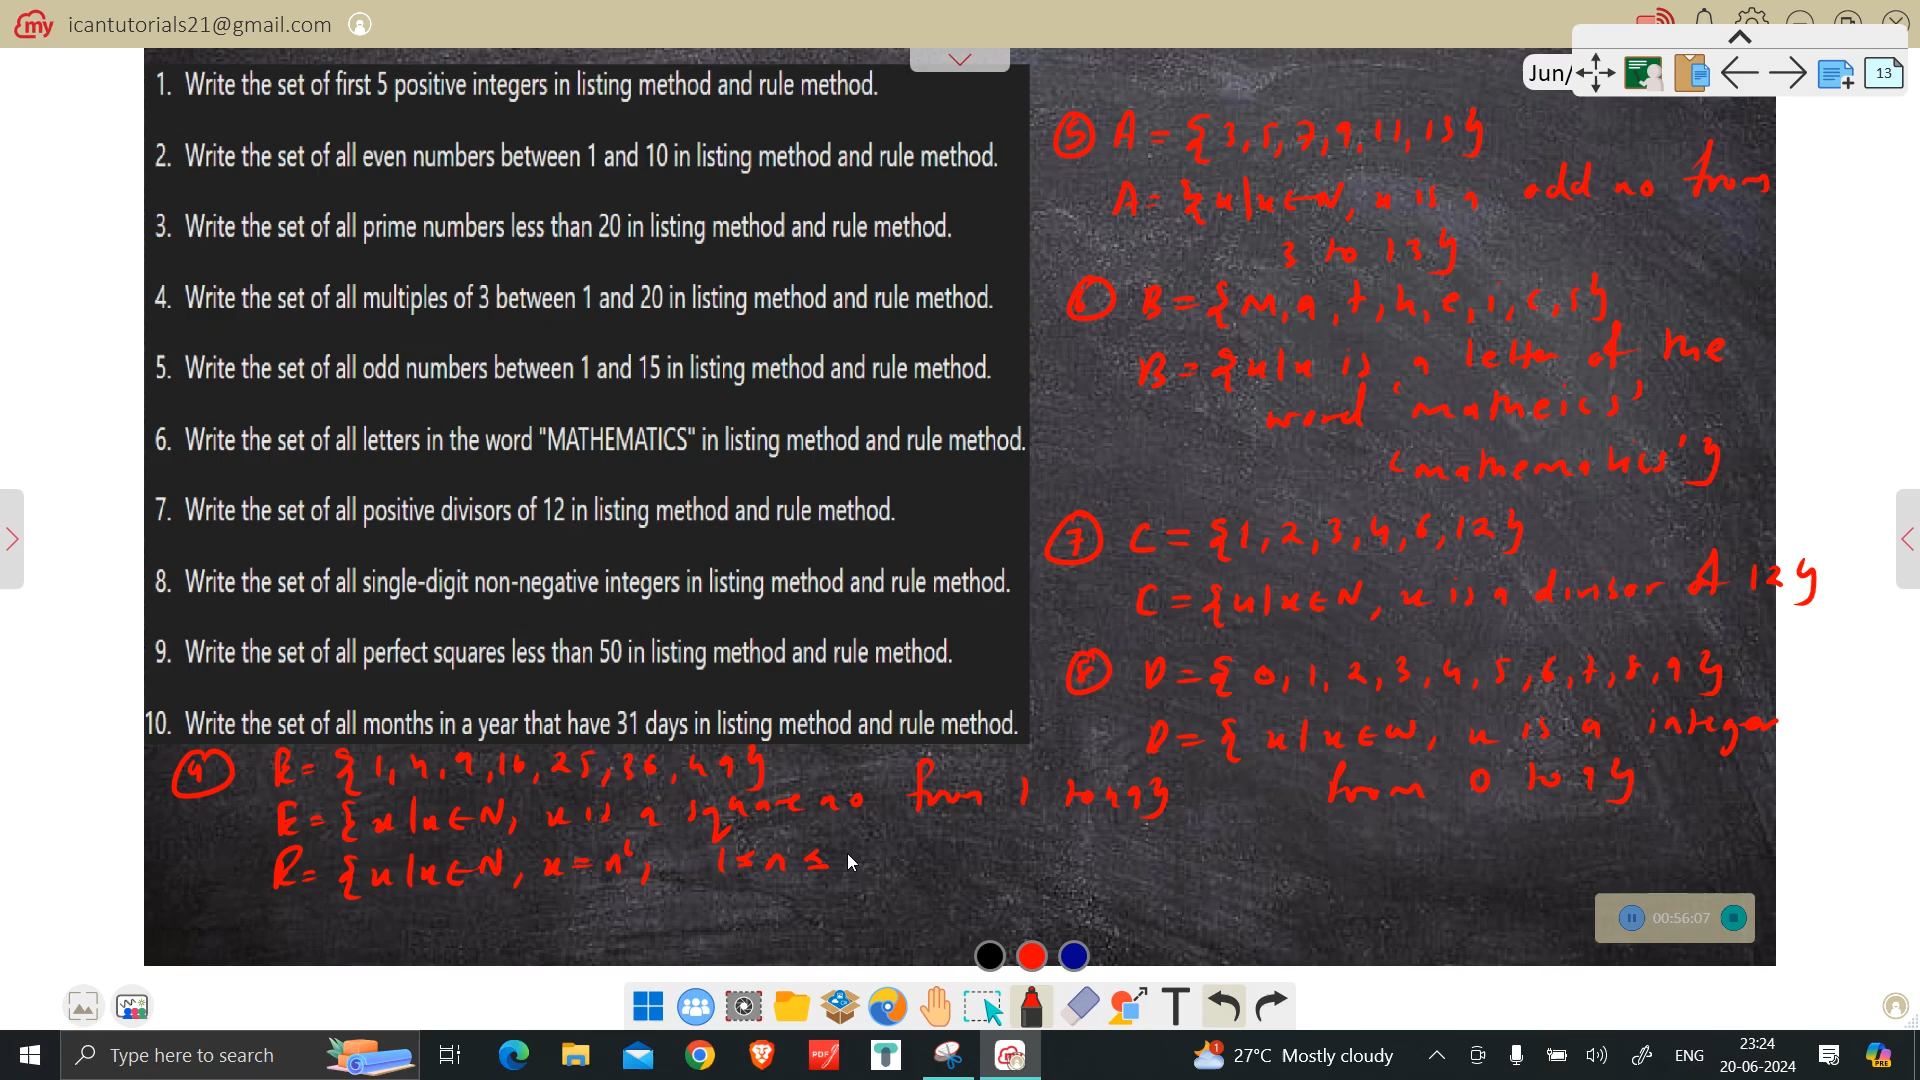 my icantutorials21@gmail.com
Jun/
13
1. Write the set of first 5 positive integers in listing method and rule method.
2. Write the set of all even numbers between 1 and 10 in listing method and rule method.
3. Write the set of all prime numbers less than 20 in listing method and rule method.
4. Write the set of all multiples of 3 between 1 and 20 in listing method and rule method.
5. Write the set of all odd numbers between 1 and 15 in listing method and rule method.
6. Write the set of all letters in the word "MATHEMATICS" in listing method and rule method.
7. Write the set of all positive divisors of 12 in listing method and rule method.
8. Write the set of all single-digit non-negative integers in listing method and rule method.
9. Write the set of all perfect squares less than 50 in listing method and rule method.
10. Write the set of all months in a year that have 31 days in listing method and rule method.
⑤ A = {3, 5, 7, 9, 11, 13}
A = {x|x∈N, x is a odd no from
3 to 13}
⑥ B = {m, a, t, h, e, i, c, s}
B = {x|x is a letter of the
word 'matheics'
'mathematics'}
⑦ C = {1, 2, 3, 4, 6, 12}
C = {x|x∈N, x is a divisor of 12}
⑧ D = {0, 1, 2, 3, 4, 5, 6, 7, 8, 9}
D = {x|x∈W, x is a integer
from 0 to 9}
⑨ E = {1, 4, 9, 16, 25, 36, 49}
E = {x|x∈N, x is a square no from 1 to 49}
E = {x|x∈N, x = n², 1 ≤ n ≤
00:56:07
T
Type here to search
PDF
T
my
1
27°C Mostly cloudy
ENG
23:24
20-06-2024
PRE